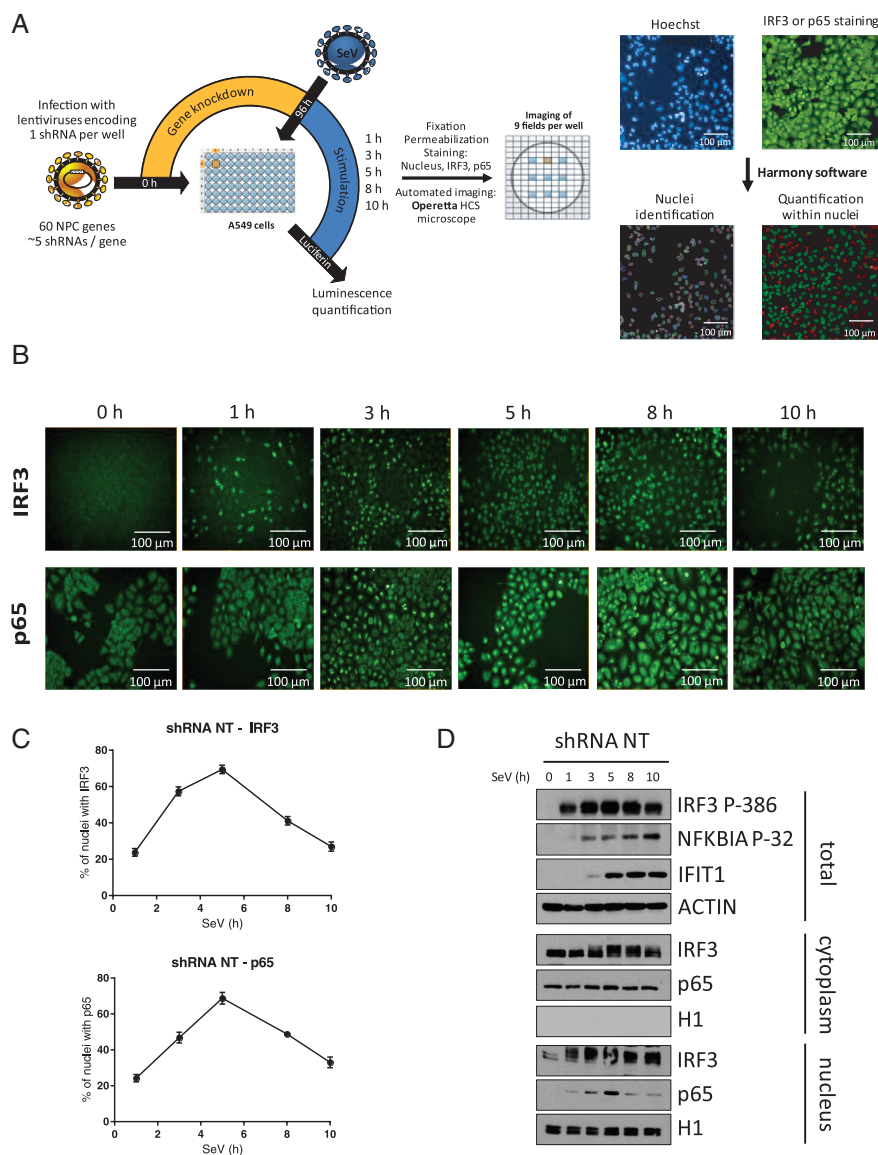 A
Infection with
lentiviruses encoding
1 shRNA per well
60 NPC genes
~5 shRNAs / gene
0 h
Gene knockdown
SeV
96 h
Stimulation
A549 cells
Luciferin
Luminescence
quantification
1 h
3 h
5 h
8 h
10 h
Fixation
Permeabilization
Staining:
Nucleus, IRF3, p65
Automated imaging:
Operetta HCS
microscope
Imaging of
9 fields per well
Hoechst
IRF3 or p65 staining
100 µm
100 µm
Harmony software
Nuclei
identification
Quantification
within nuclei
100 µm
100 µm
B
0 h 1 h 3 h 5 h 8 h 10 h
IRF3
100 µm 100 µm 100 µm 100 µm 100 µm 100 µm
p65
100 µm 100 µm 100 µm 100 µm 100 µm 100 µm
C
shRNA NT - IRF3
% of nuclei with IRF3
80
60
40
20
0
0 2 4 6 8 10
SeV (h)
shRNA NT - p65
% of nuclei with p65
80
60
40
20
0
0 2 4 6 8 10
SeV (h)
D
shRNA NT
SeV (h) 0 1 3 5 8 10
IRF3 P-386
NFKBIA P-32
IFIT1
ACTIN
total
IRF3
p65
H1
cytoplasm
IRF3
p65
H1
nucleus